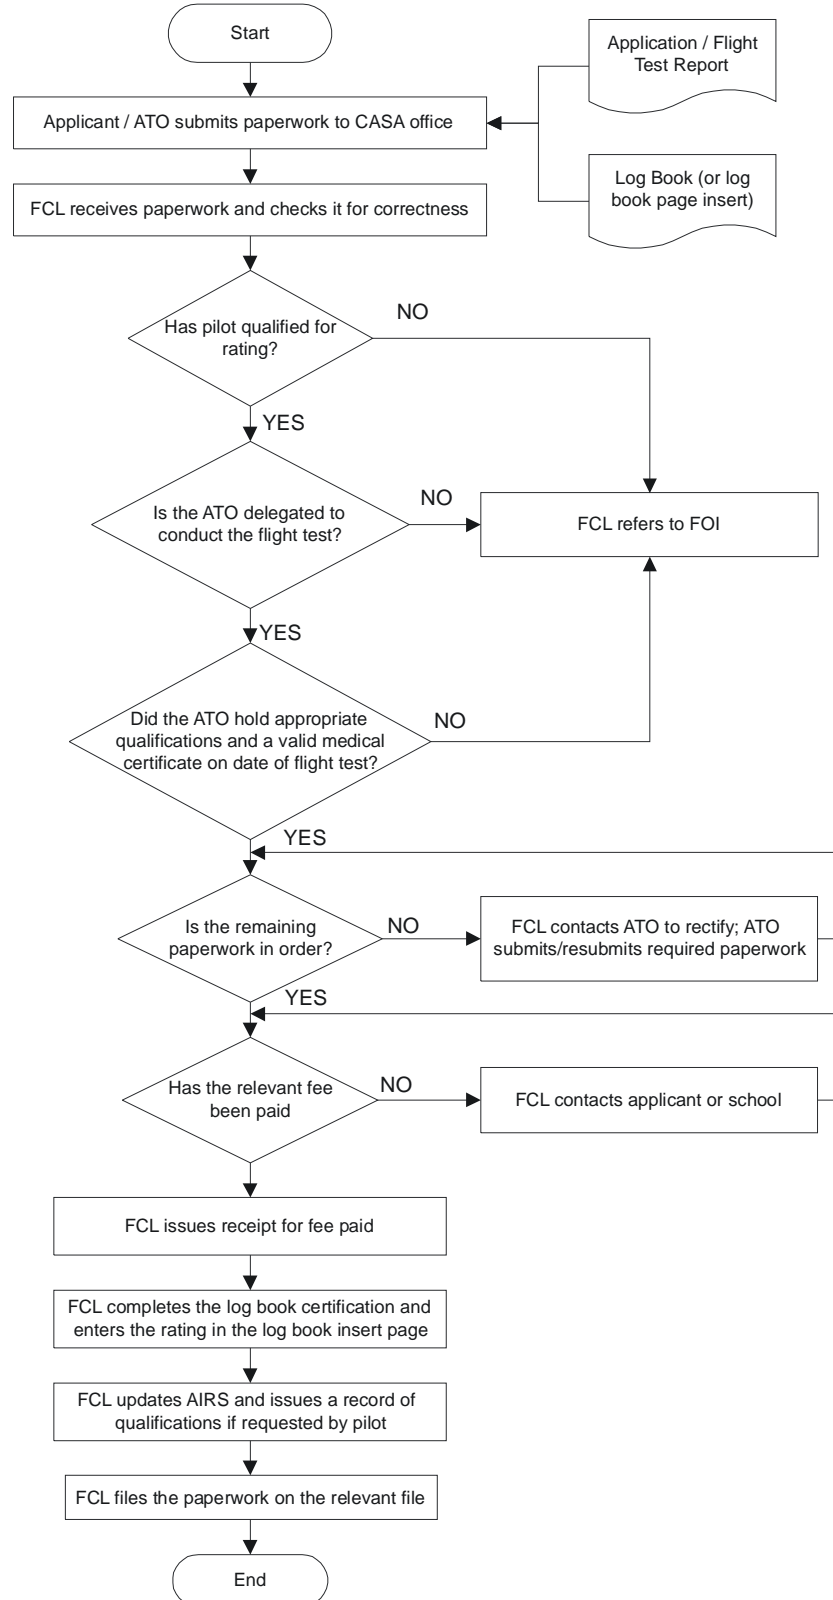 Start
Application / Flight
Test Report
Applicant / ATO submits paperwork to CASA office
Log Book (or log
book page insert)
FCL receives paperwork and checks it for correctness
Has pilot qualified for
rating?
NO
YES
Is the ATO delegated to
conduct the flight test?
NO
FCL refers to FOI
YES
Did the ATO hold appropriate
qualifications and a valid medical
certificate on date of flight test?
NO
YES
Is the remaining
paperwork in order?
NO
FCL contacts ATO to rectify; ATO
submits/resubmits required paperwork
YES
Has the relevant fee
been paid
NO
FCL contacts applicant or school
FCL issues receipt for fee paid
FCL completes the log book certification and
enters the rating in the log book insert page
FCL updates AIRS and issues a record of
qualifications if requested by pilot
FCL files the paperwork on the relevant file
End